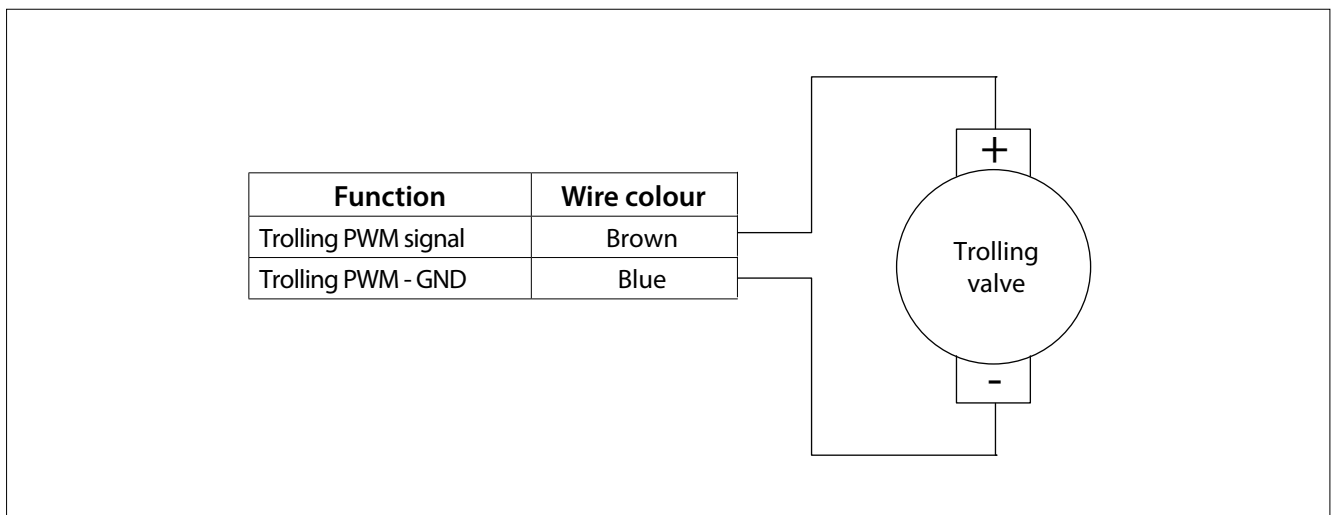 Function Wire colour
Trolling PWM signal Brown
Trolling PWM - GND Blue
+
Trolling
valve
-